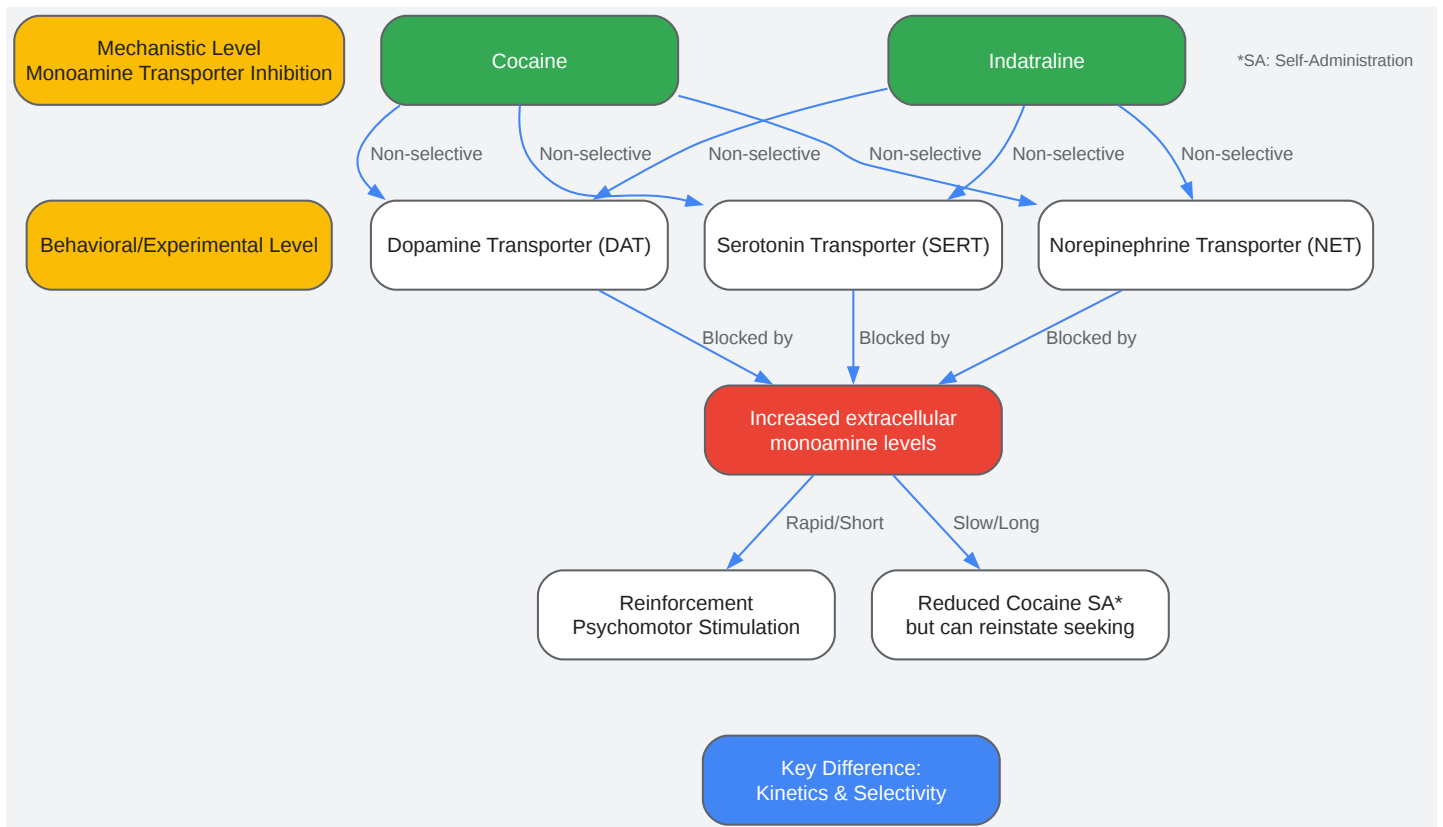 Mechanistic Level
Monoamine Transporter Inhibition
Cocaine
Indatraline
*SA: Self-Administration
Non-selective
Non-selective
Non-selective
Non-selective
Non-selective
Non-selective
Behavioral/Experimental Level
Dopamine Transporter (DAT)
Serotonin Transporter (SERT)
Norepinephrine Transporter (NET)
Blocked by
Blocked by
Blocked by
Increased extracellular
monoamine levels
Rapid/Short
Slow/Long
Reinforcement
Psychomotor Stimulation
Reduced Cocaine SA*
but can reinstate seeking
Key Difference:
Kinetics & Selectivity